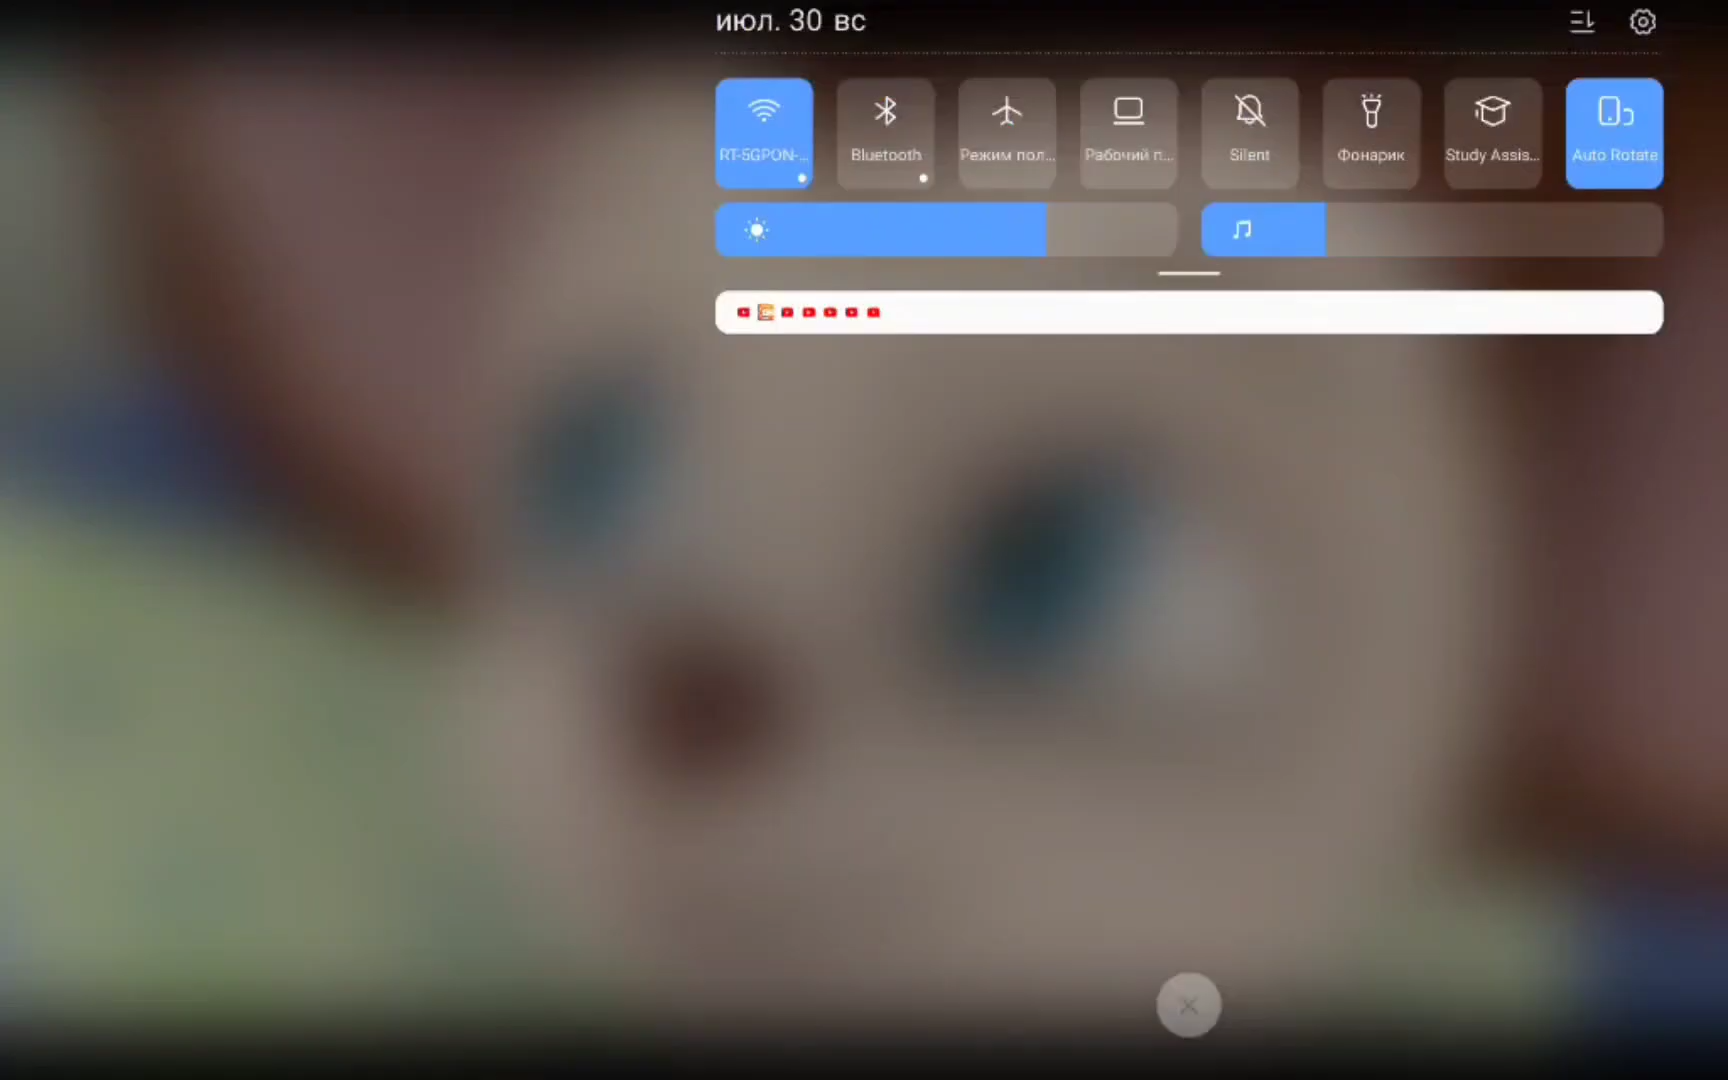 июл. 30 вс
RT-5GPON-...
Bluetooth
Режим пол...
Рабочий п...
Silent
Фонарик
Study Assis...
Auto Rotate